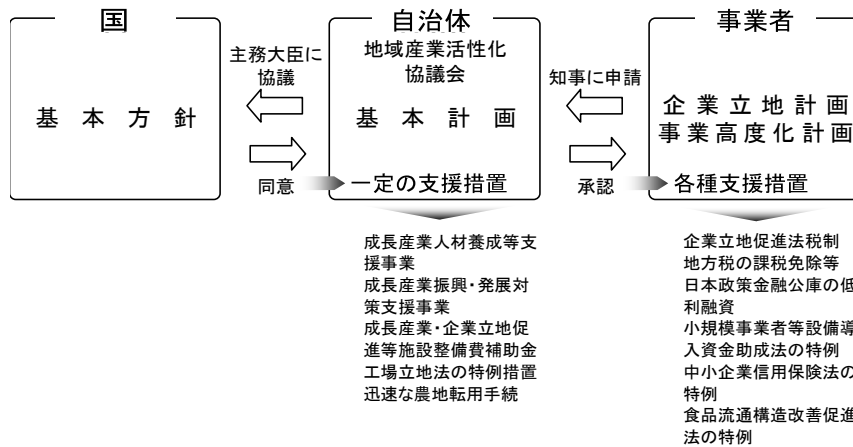 国
基本方針
主務大臣に
協議
同意
自治体
地域産業活性化
協議会
基本計画
一定の支援措置
成長産業人材養成等支
援事業
成長産業振興・発展対
策支援事業
成長産業・企業立地促
進等施設整備費補助金
工場立地法の特例措置
迅速な農地転用手続
知事に申請
承認
事業者
企業立地計画
事業高度化計画
各種支援措置
企業立地促進法税制
地方税の課税免除等
日本政策金融公庫の低
利融資
小規模事業者等設備導
入資金助成法の特例
中小企業信用保険法の
特例
食品流通構造改善促進
法の特例